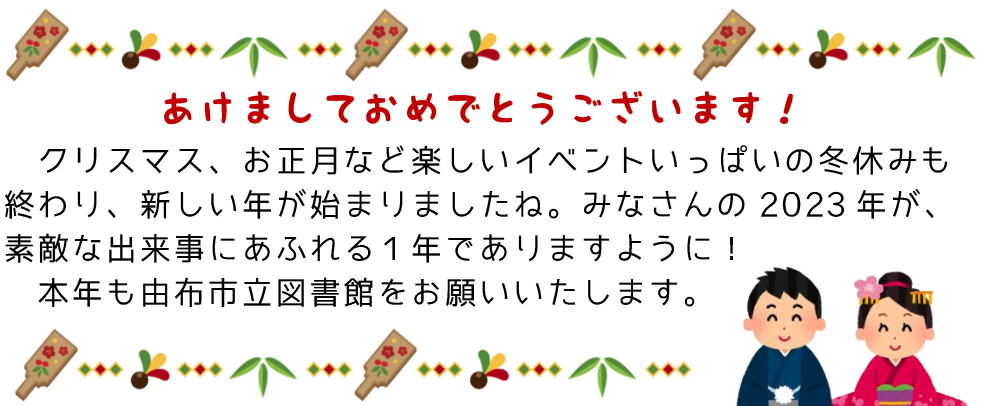 あけましておめでとうございます！
　クリスマス、お正月など楽しいイベントいっぱいの冬休みも
終わり、新しい年が始まりましたね。みなさんの 2023 年が、
素敵な出来事にあふれる１年でありますように！
　本年も由布市立図書館をお願いいたします。